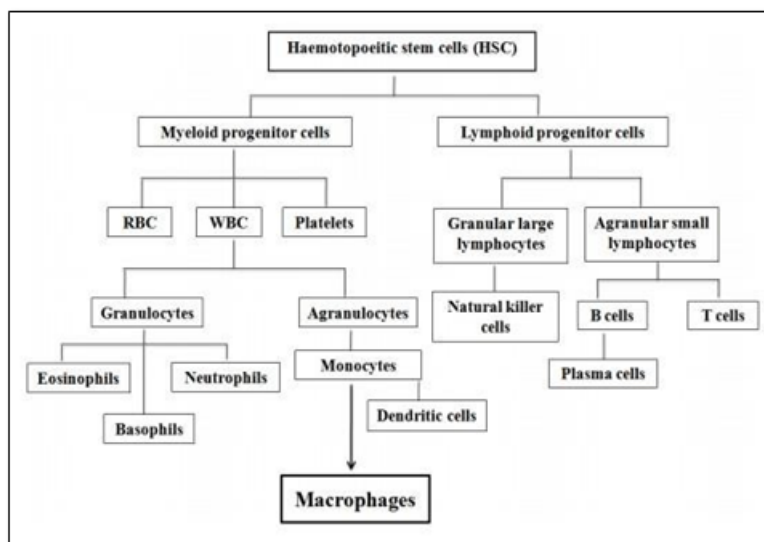 Haemotopoeitic stem cells (HSC)
Myeloid progenitor cells
Lymphoid progenitor cells
RBC
WBC
Platelets
Granular large
lymphocytes
Agranular small
lymphocytes
Granulocytes
Agranulocytes
Natural killer
cells
B cells
T cells
Eosinophils
Neutrophils
Monocytes
Plasma cells
Basophils
Dendritic cells
Macrophages